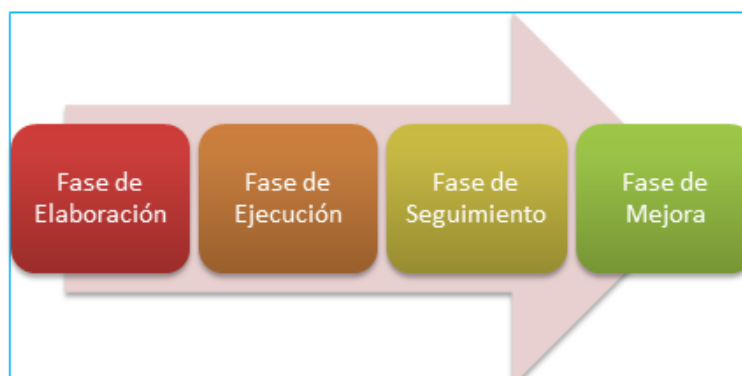 Fase de
Elaboración
Fase de
Ejecución
Fase de
Seguimiento
Fase de
Mejora